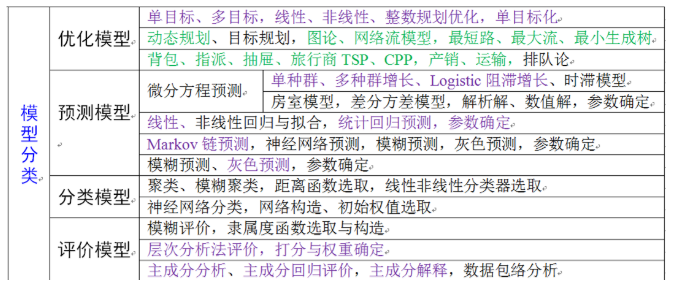 模型分类
优化模型
单目标、多目标，线性、非线性、整数规划优化，单目标化
动态规划、目标规划，图论、网络流模型，最短路、最大流、最小生成树
背包、指派、抽屉、旅行商 TSP、CPP，产销、运输，排队论
预测模型
微分方程预测
单种群、多种群增长、Logistic 阻滞增长、时滞模型
房室模型，差分方差模型，解析解、数值解，参数确定
线性、非线性回归与拟合，统计回归预测，参数确定
Markov 链预测，神经网络预测，模糊预测，灰色预测，参数确定
模糊预测、灰色预测，参数确定
分类模型
聚类、模糊聚类，距离函数选取，线性非线性分类器选取
神经网络分类，网络构造、初始权值选取
评价模型
模糊评价，隶属度函数选取与构造
层次分析法评价，打分与权重确定
主成分分析、主成分回归评价，主成分解释，数据包络分析